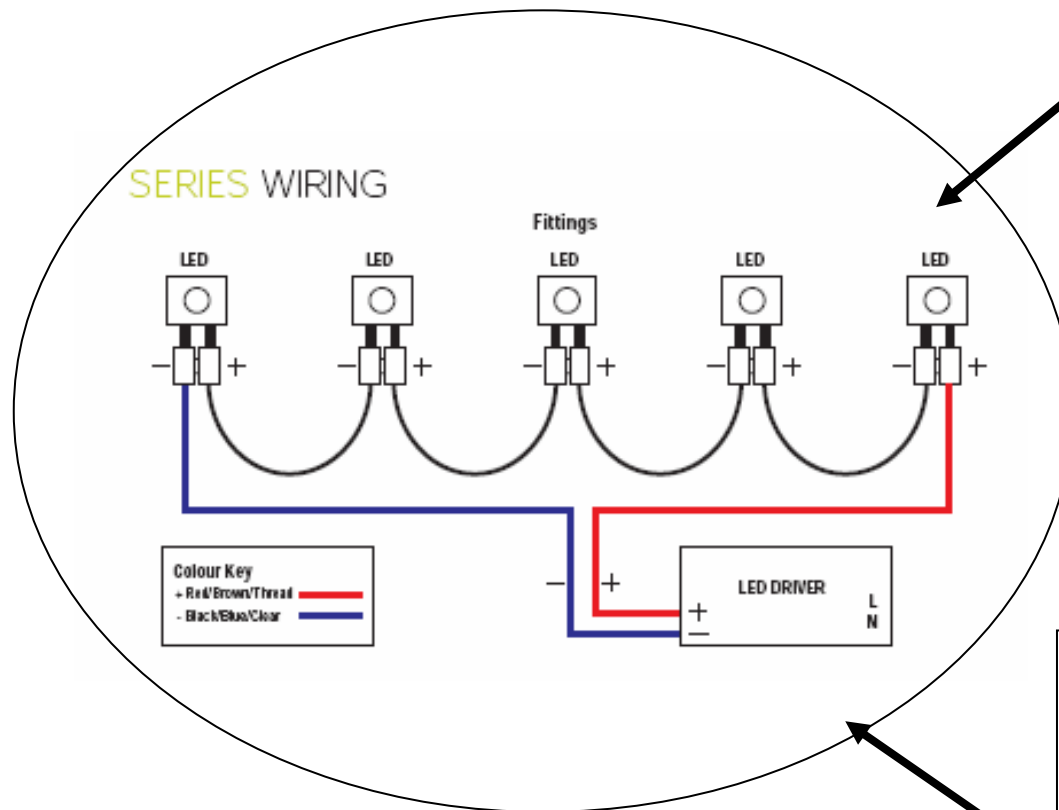 SERIES WIRING
Fittings
LED LED LED LED LED
− + − + − + − + − +
Colour Key
+ Red/Brown/Thread
- Black/Blue/Clear
− +
LED DRIVER
+
−
L
N